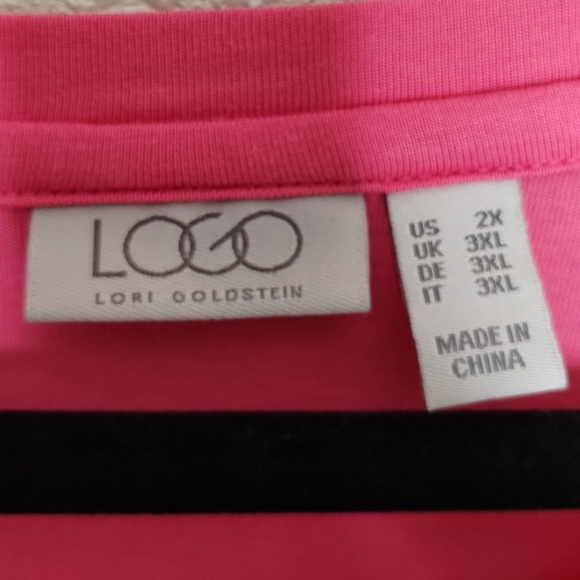 LOGO
LORI GOLDSTEIN
US 2X
UK 3XL
DE 3XL
IT 3XL
MADE IN
CHINA